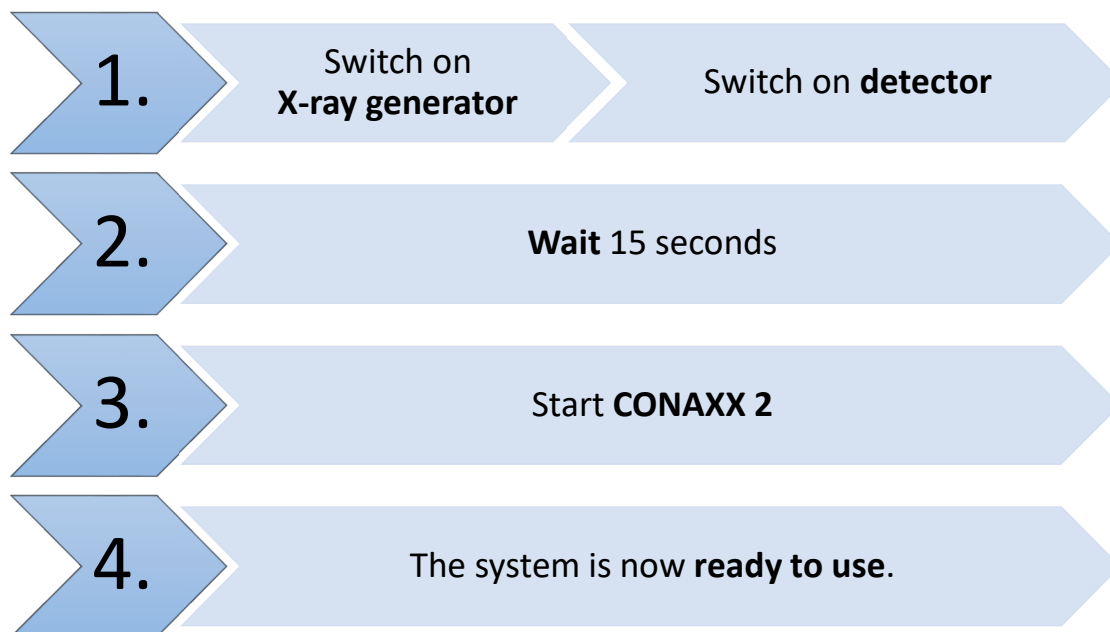 1.
Switch on
X-ray generator
Switch on detector
2.
Wait 15 seconds
3.
Start CONAXX 2
4.
The system is now ready to use.